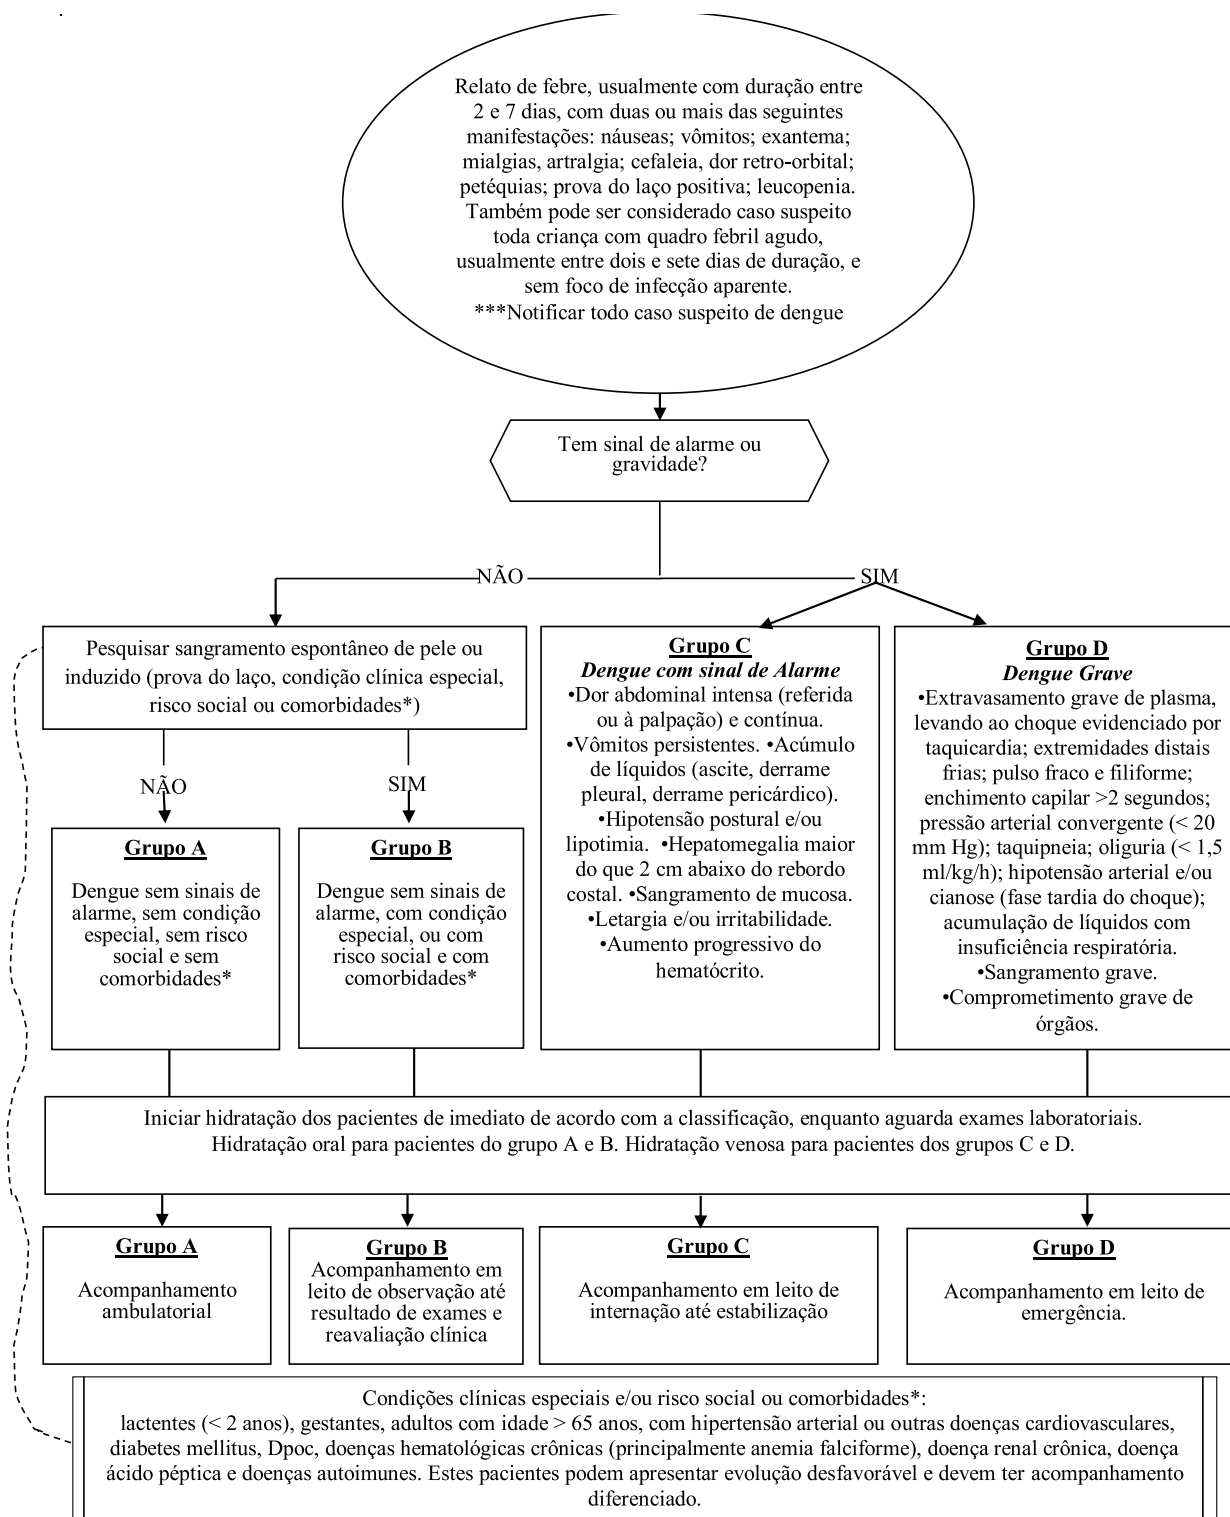 Relato de febre, usualmente com duração entre
2 e 7 dias, com duas ou mais das seguintes
manifestações: náuseas; vômitos; exantema;
mialgias, artralgia; cefaleia, dor retro-orbital;
petéquias; prova do laço positiva; leucopenia.
Também pode ser considerado caso suspeito
toda criança com quadro febril agudo,
usualmente entre dois e sete dias de duração, e
sem foco de infecção aparente.
***Notificar todo caso suspeito de dengue
Tem sinal de alarme ou
gravidade?
NÃO
SIM
Pesquisar sangramento espontâneo de pele ou
induzido (prova do laço, condição clínica especial,
risco social ou comorbidades*)
NÃO
SIM
Grupo A
Dengue sem sinais de
alarme, sem condição
especial, sem risco
social e sem
comorbidades*
Grupo B
Dengue sem sinais de
alarme, com condição
especial, ou com
risco social e com
comorbidades*
Grupo C
Dengue com sinal de Alarme
•Dor abdominal intensa (referida
ou à palpação) e contínua.
•Vômitos persistentes. •Acúmulo
de líquidos (ascite, derrame
pleural, derrame pericárdico).
•Hipotensão postural e/ou
lipotimia. •Hepatomegalia maior
do que 2 cm abaixo do rebordo
costal. •Sangramento de mucosa.
•Letargia e/ou irritabilidade.
•Aumento progressivo do
hematócrito.
Grupo D
Dengue Grave
•Extravasamento grave de plasma,
levando ao choque evidenciado por
taquicardia; extremidades distais
frias; pulso fraco e filiforme;
enchimento capilar >2 segundos;
pressão arterial convergente (< 20
mm Hg); taquipneia; oliguria (< 1,5
ml/kg/h); hipotensão arterial e/ou
cianose (fase tardia do choque);
acumulação de líquidos com
insuficiência respiratória.
•Sangramento grave.
•Comprometimento grave de
órgãos.
Iniciar hidratação dos pacientes de imediato de acordo com a classificação, enquanto aguarda exames laboratoriais.
Hidratação oral para pacientes do grupo A e B. Hidratação venosa para pacientes dos grupos C e D.
Grupo A
Acompanhamento
ambulatorial
Grupo B
Acompanhamento em
leito de observação até
resultado de exames e
reavaliação clínica
Grupo C
Acompanhamento em leito de
internação até estabilização
Grupo D
Acompanhamento em leito de
emergência.
Condições clínicas especiais e/ou risco social ou comorbidades*:
lactentes (< 2 anos), gestantes, adultos com idade > 65 anos, com hipertensão arterial ou outras doenças cardiovasculares,
diabetes mellitus, Dpoc, doenças hematológicas crônicas (principalmente anemia falciforme), doença renal crônica, doença
ácido péptica e doenças autoimunes. Estes pacientes podem apresentar evolução desfavorável e devem ter acompanhamento
diferenciado.